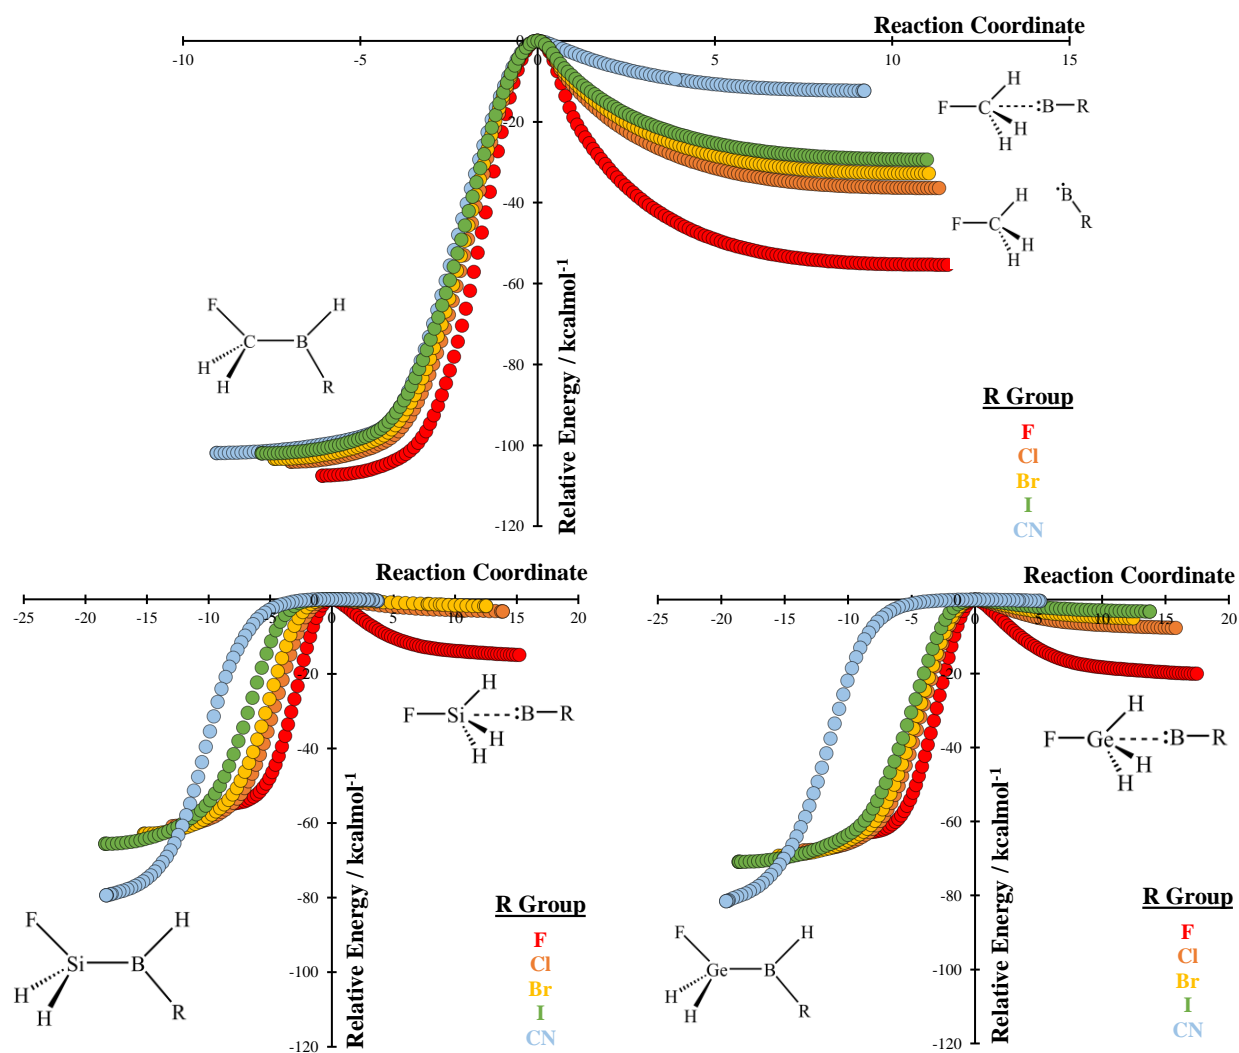 Reaction Coordinate
-10 -5 0 0 5 10 15
-20
-40
-60
-80
-100
-120
Relative Energy / kcalmol-1
F C H H H :B R
F C H H H :B R
F H C B H H R
R Group
F
Cl
Br
I
CN
Reaction Coordinate
-25 -20 -15 -10 -5 0 0 5 10 15 20
-20
-40
-60
-80
-100
-120
Relative Energy / kcalmol-1
F Si H H H :B R
F H Si B H H R
R Group
F
Cl
Br
I
CN
Reaction Coordinate
-25 -20 -15 -10 -5 0 0 5 10 15 20
-20
-40
-60
-80
-100
-120
Relative Energy / kcalmol-1
F Ge H H H :B R
F H Ge B H H R
R Group
F
Cl
Br
I
CN